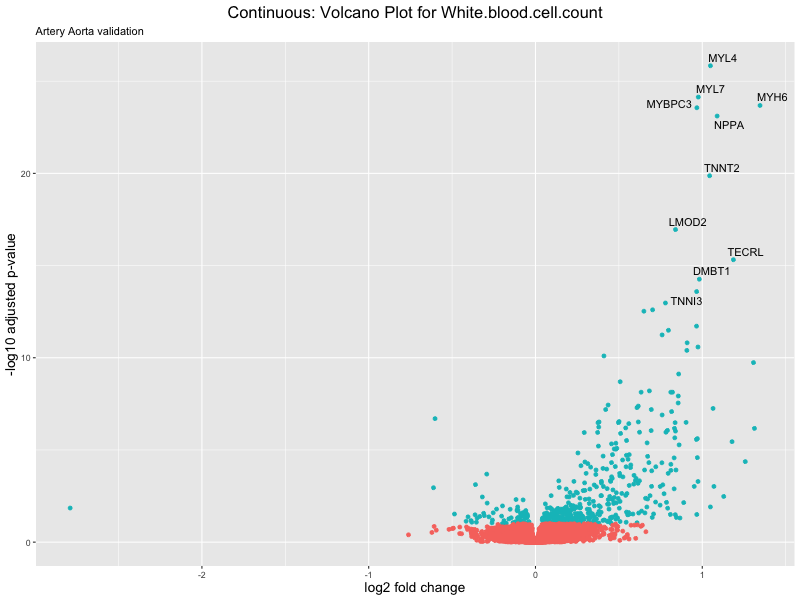 Continuous: Volcano Plot for White.blood.cell.count
Artery Aorta validation
MYL4
MYL7
MYH6
MYBPC3
NPPA
TNNT2
LMOD2
TECRL
DMBT1
TNNI3
-log10 adjusted p-value
20
10
0
-2
-1
0
1
log2 fold change